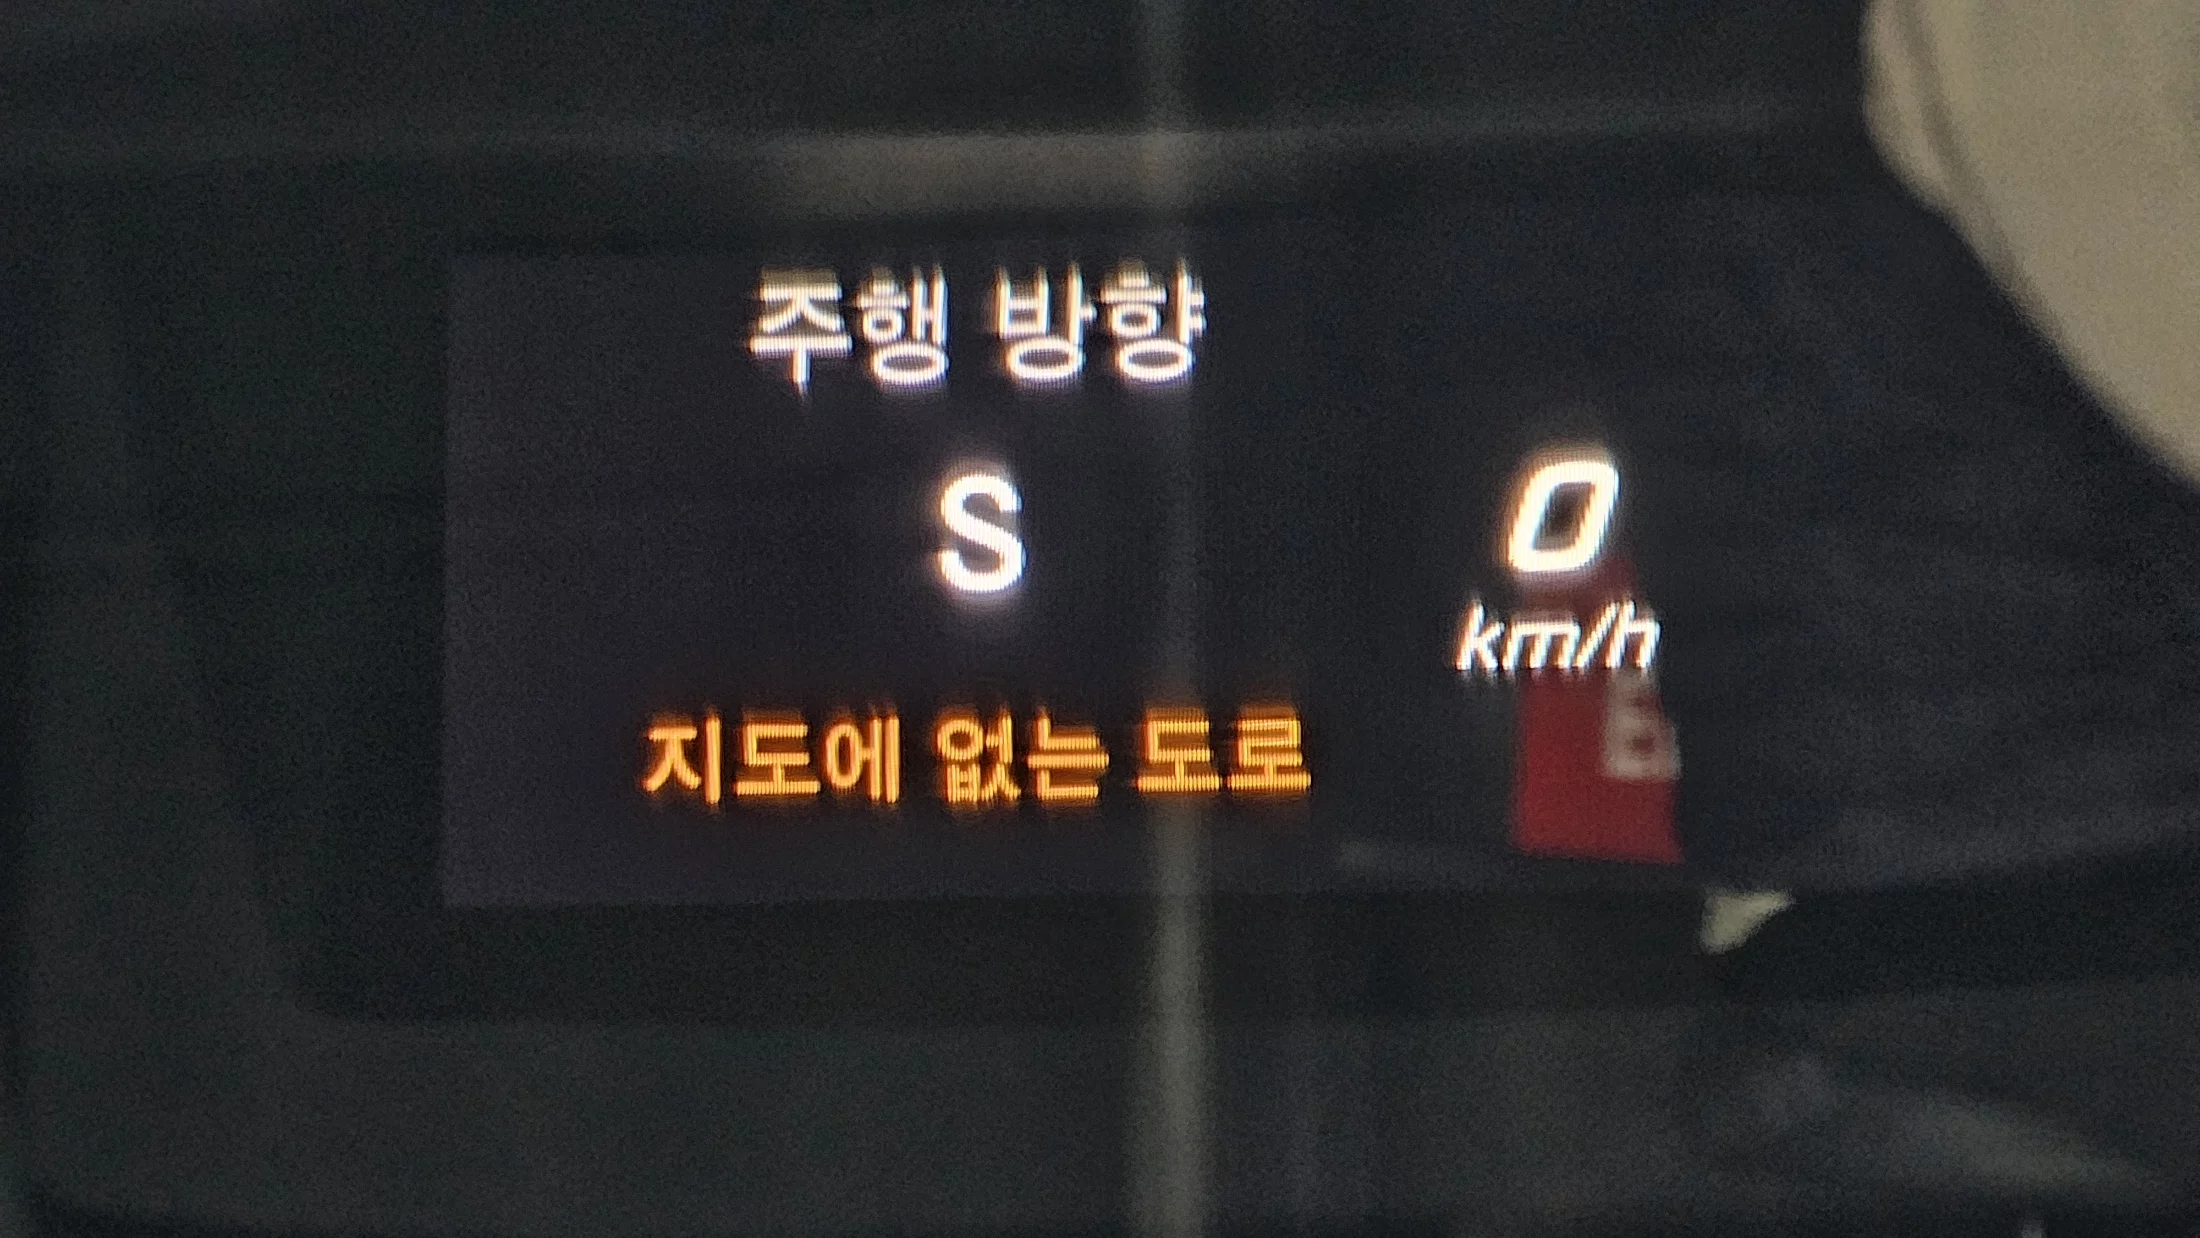 주행 방향
S
0
km/h
지도에 없는 도로